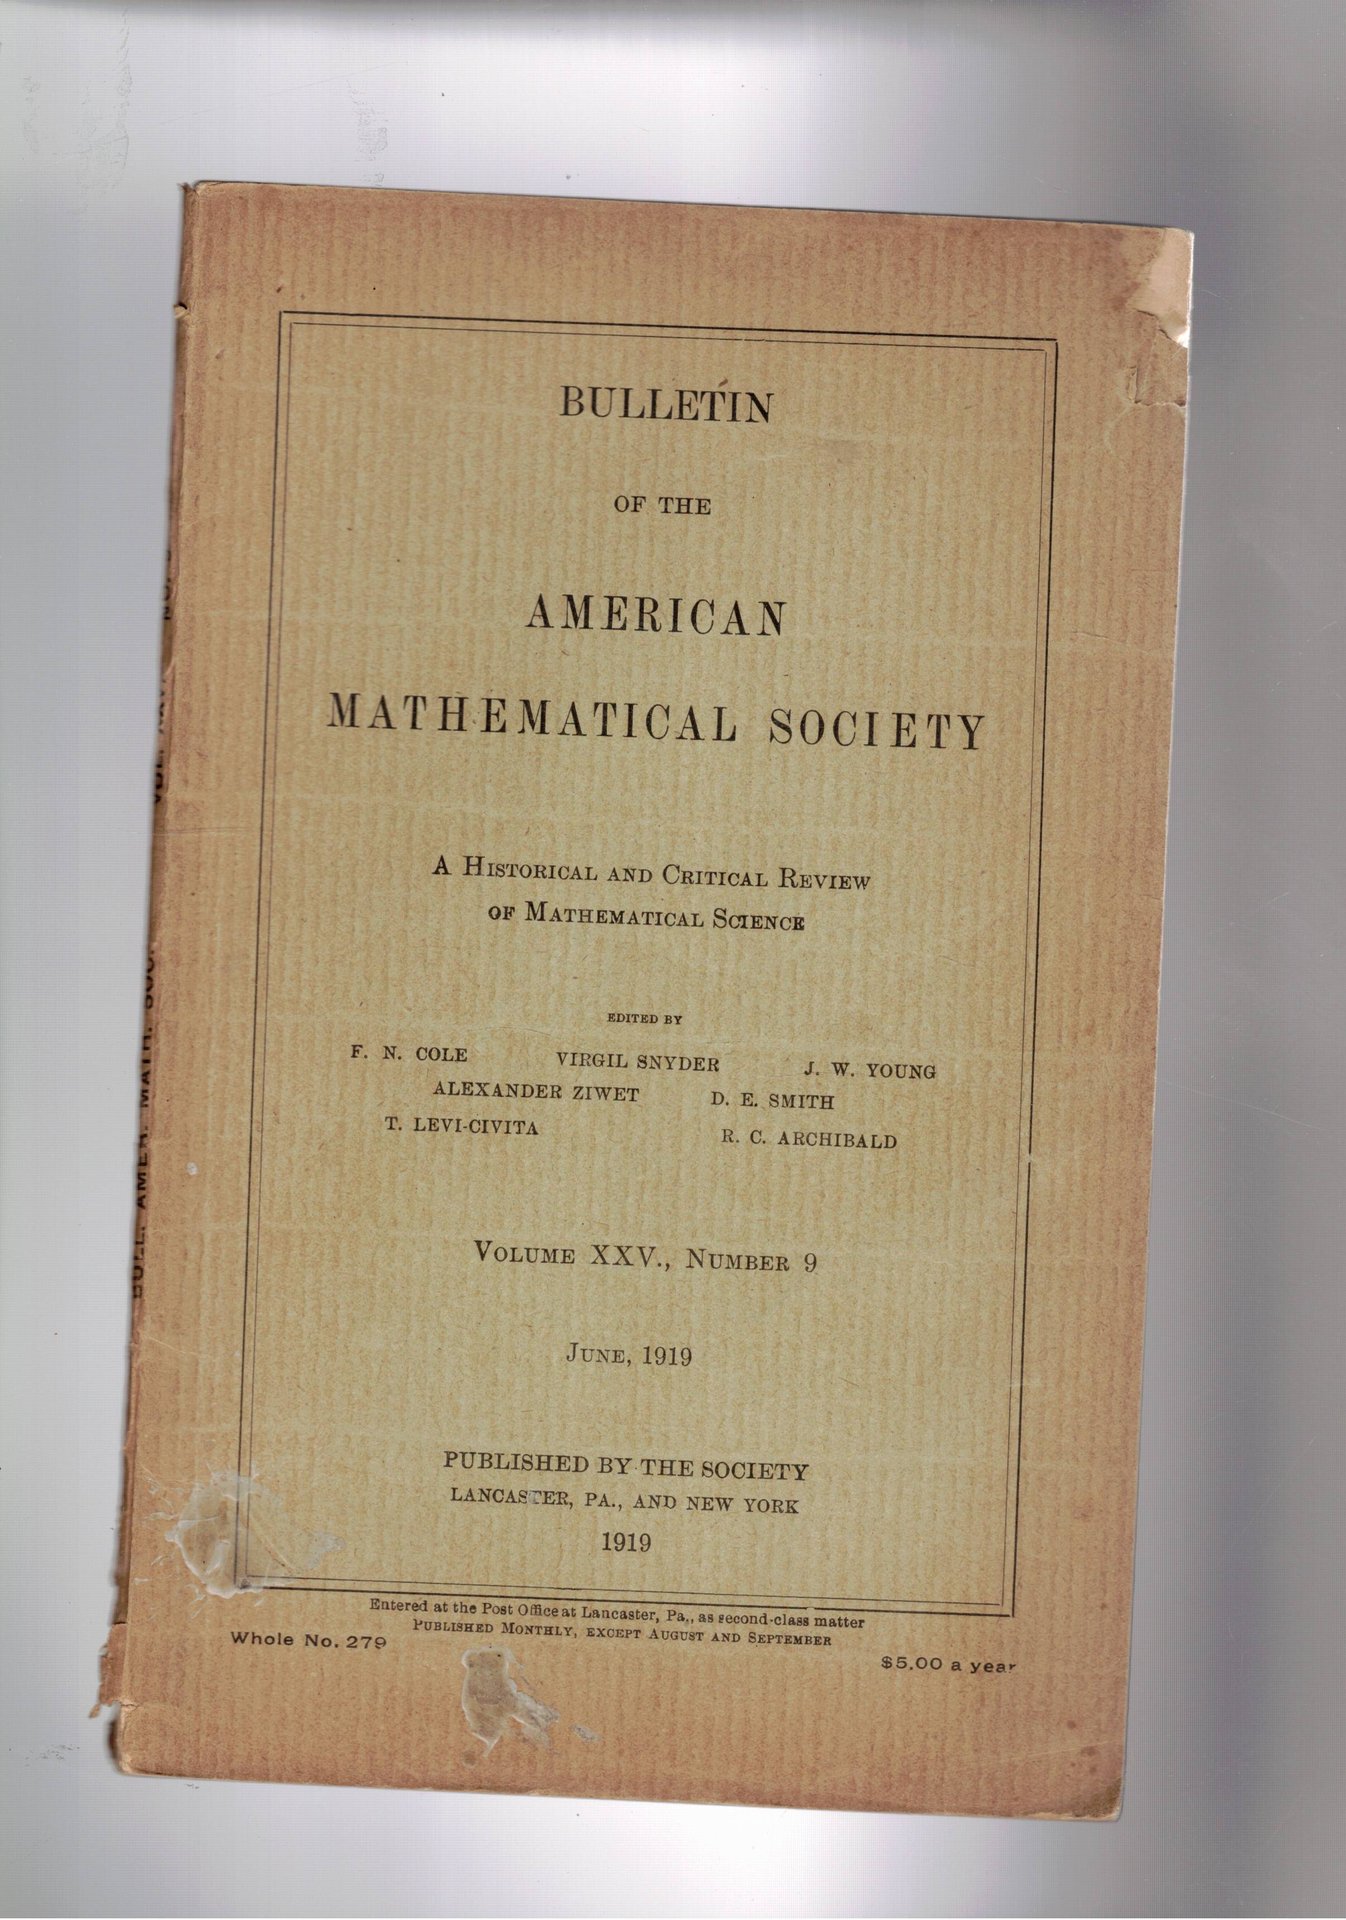 BULLETIN
OF THE
AMERICAN
MATHEMATICAL SOCIETY
A HISTORICAL AND CRITICAL REVIEW
OF MATHEMATICAL SCIENCE
EDITED BY
F. N. COLE VIRGIL SNYDER J. W. YOUNG
ALEXANDER ZIWET D. E. SMITH
T. LEVI-CIVITA R. C. ARCHIBALD
VOLUME XXV., NUMBER 9
JUNE, 1919
PUBLISHED BY THE SOCIETY
LANCASTER, PA., AND NEW YORK
1919
Entered at the Post Office at Lancaster, Pa., as second-class matter
PUBLISHED MONTHLY, EXCEPT AUGUST AND SEPTEMBER
Whole No. 279
$5.00 a year
BULL. AMER. MATH. SOC.